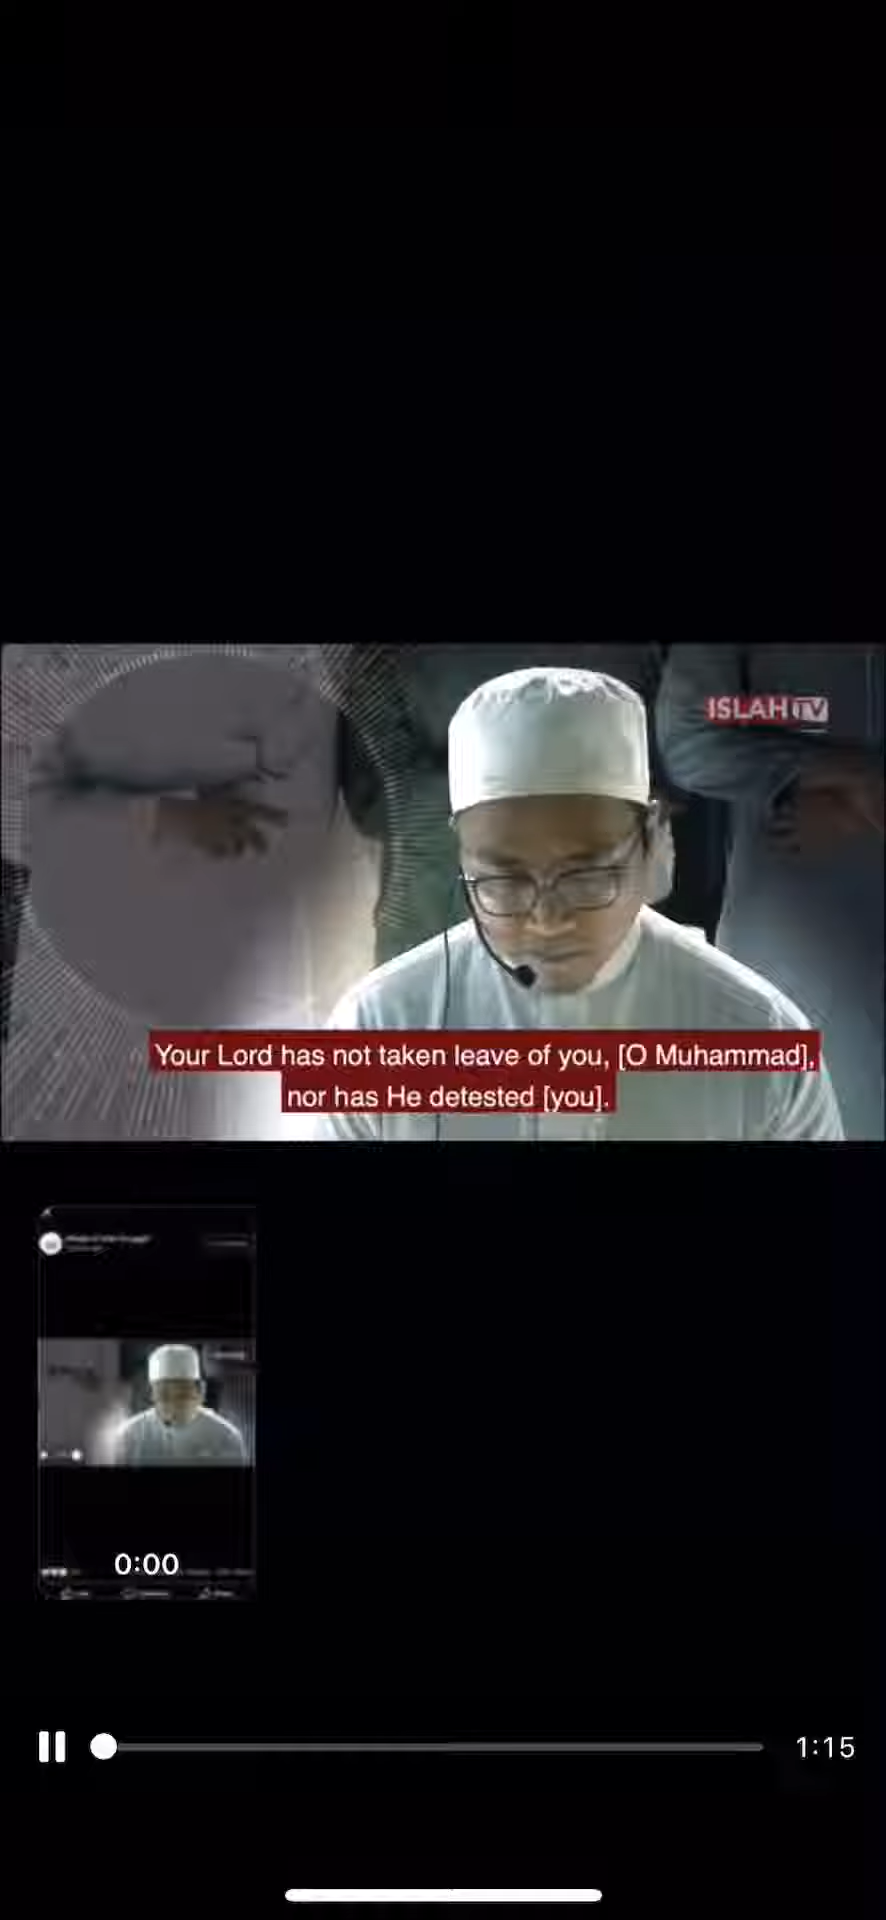 ISLAH TV
Your Lord has not taken leave of you, [O Muhammad],
nor has He detested [you].
0:00
1:15